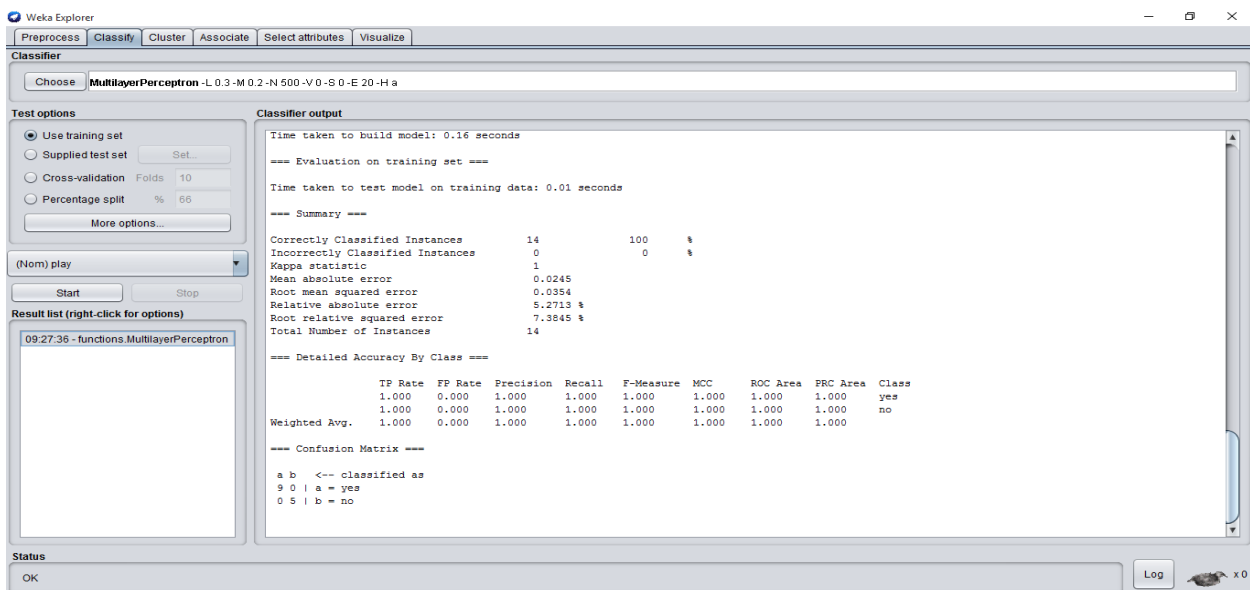 Weka Explorer
Preprocess Classify Cluster Associate Select attributes Visualize
Classifier
Choose MultilayerPerceptron -L 0.3 -M 0.2 -N 500 -V 0 -S 0 -E 20 -H a
Test options
Use training set
Supplied test set Set...
Cross-validation Folds 10
Percentage split % 66
More options...
(Nom) play
Start Stop
Result list (right-click for options)
09:27:36 - functions.MultilayerPerceptron
Classifier output
Time taken to build model: 0.16 seconds
=== Evaluation on training set ===
Time taken to test model on training data: 0.01 seconds
=== Summary ===
Correctly Classified Instances 14 100 %
Incorrectly Classified Instances 0 0 %
Kappa statistic 1
Mean absolute error 0.0245
Root mean squared error 0.0354
Relative absolute error 5.2713 %
Root relative squared error 7.3845 %
Total Number of Instances 14
=== Detailed Accuracy By Class ===
TP Rate FP Rate Precision Recall F-Measure MCC ROC Area PRC Area Class
1.000 0.000 1.000 1.000 1.000 1.000 1.000 1.000 yes
1.000 0.000 1.000 1.000 1.000 1.000 1.000 1.000 no
Weighted Avg. 1.000 0.000 1.000 1.000 1.000 1.000 1.000 1.000
=== Confusion Matrix ===
a b <-- classified as
9 0 | a = yes
0 5 | b = no
Status
OK
Log x 0